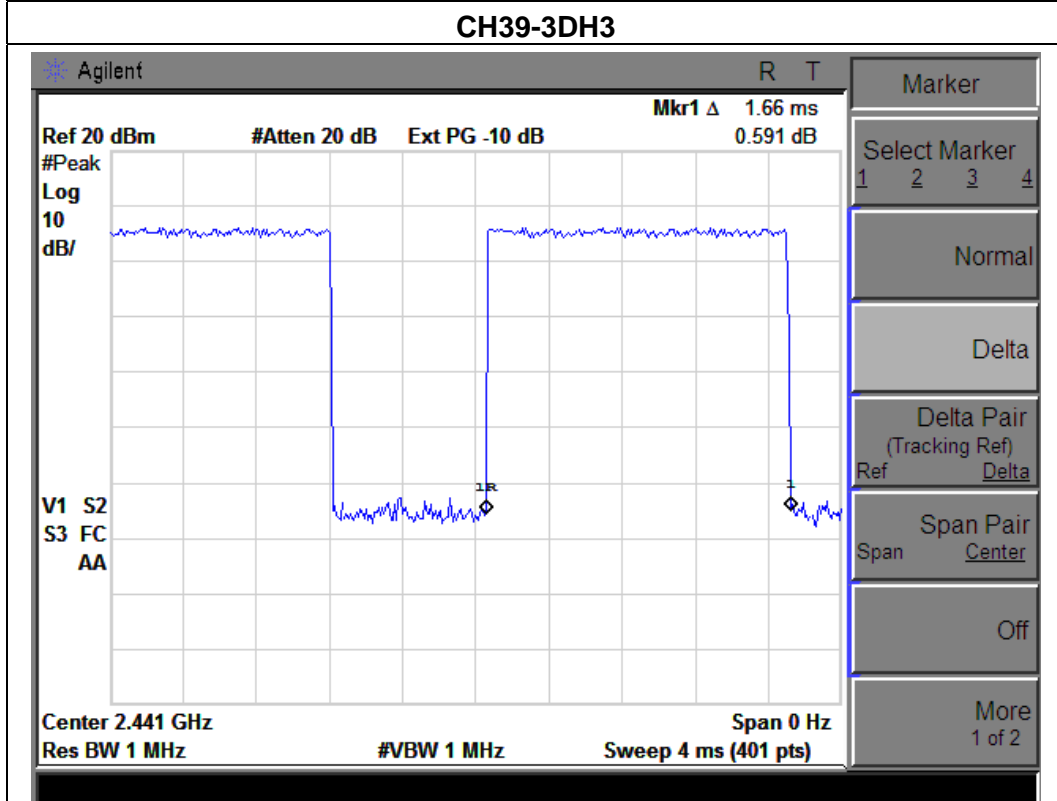 CH39-3DH3
Agilent R T
Mkr1 Δ 1.66 ms
Ref 20 dBm #Atten 20 dB Ext PG -10 dB 0.591 dB
#Peak
Log
10
dB/
1R
1
V1 S2
S3 FC
AA
Center 2.441 GHz Span 0 Hz
Res BW 1 MHz #VBW 1 MHz Sweep 4 ms (401 pts)
Marker
Select Marker
1 2 3 4
Normal
Delta
Delta Pair
(Tracking Ref)
Ref Delta
Span Pair
Span Center
Off
More
1 of 2